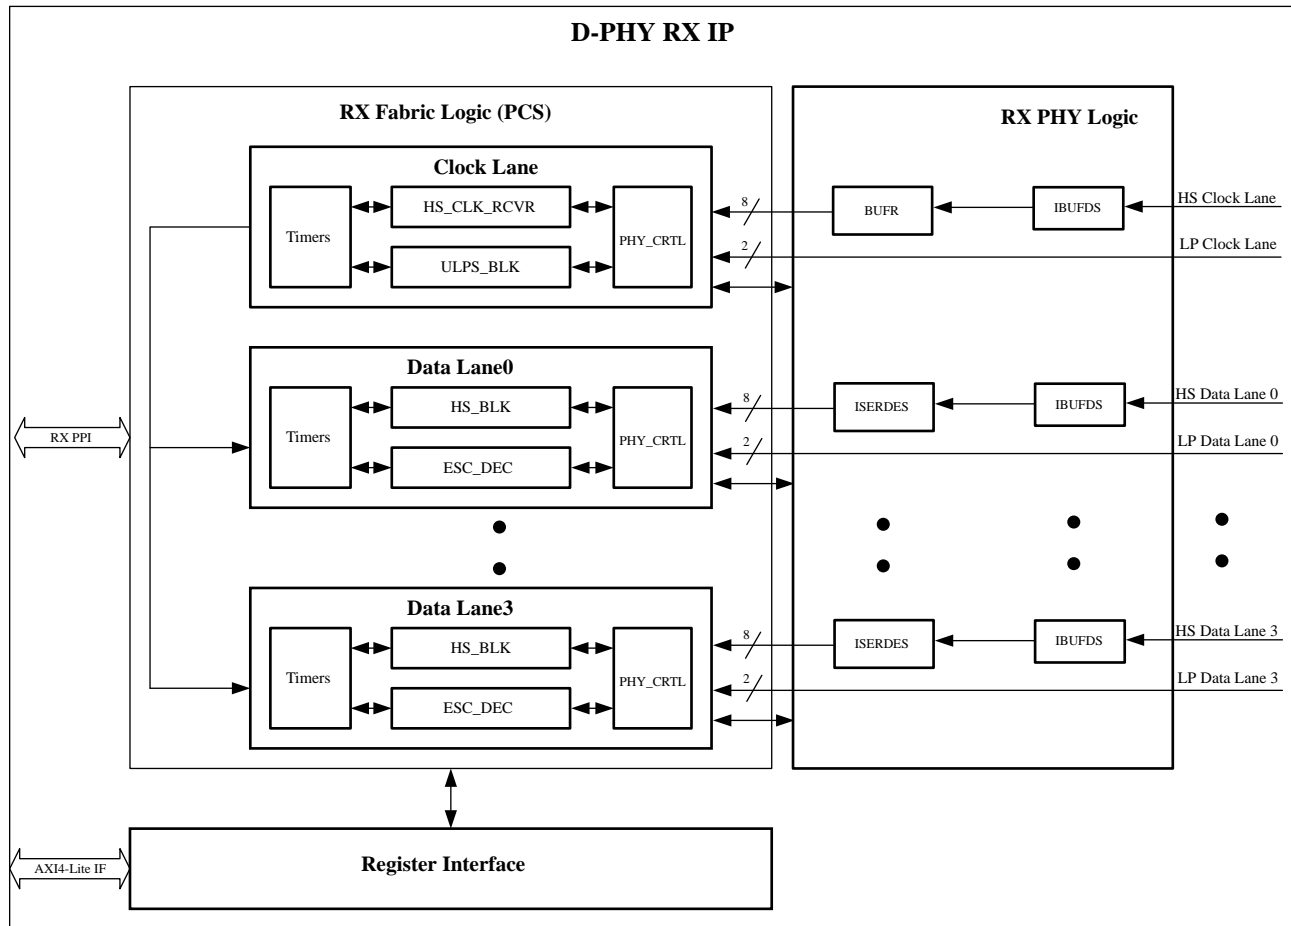 D-PHY RX IP
RX Fabric Logic (PCS)
RX PHY Logic
Clock Lane
Timers
HS_CLK_RCVR
ULPS_BLK
PHY_CRTL
8
2
BUFR
IBUFDS
HS Clock Lane
LP Clock Lane
Data Lane0
Timers
HS_BLK
ESC_DEC
PHY_CRTL
8
2
ISERDES
IBUFDS
HS Data Lane 0
LP Data Lane 0
RX PPI
Data Lane3
Timers
HS_BLK
ESC_DEC
PHY_CRTL
8
2
ISERDES
IBUFDS
HS Data Lane 3
LP Data Lane 3
AXI4-Lite IF
Register Interface